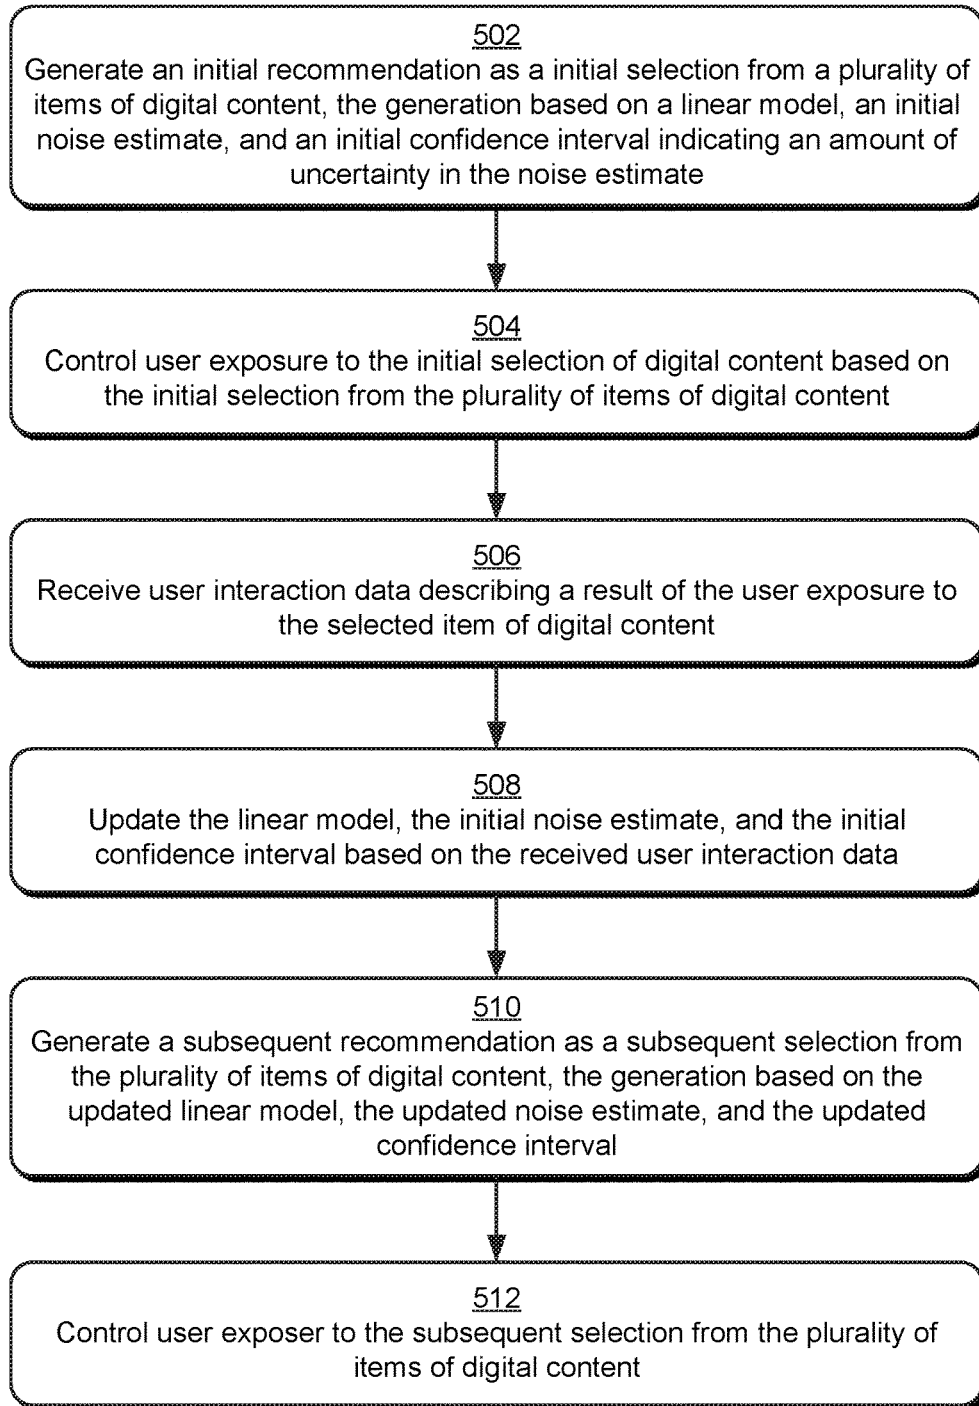 502
Generate an initial recommendation as a initial selection from a plurality of
items of digital content, the generation based on a linear model, an initial
noise estimate, and an initial confidence interval indicating an amount of
uncertainty in the noise estimate
504
Control user exposure to the initial selection of digital content based on
the initial selection from the plurality of items of digital content
506
Receive user interaction data describing a result of the user exposure to
the selected item of digital content
508
Update the linear model, the initial noise estimate, and the initial
confidence interval based on the received user interaction data
510
Generate a subsequent recommendation as a subsequent selection from
the plurality of items of digital content, the generation based on the
updated linear model, the updated noise estimate, and the updated
confidence interval
512
Control user exposer to the subsequent selection from the plurality of
items of digital content